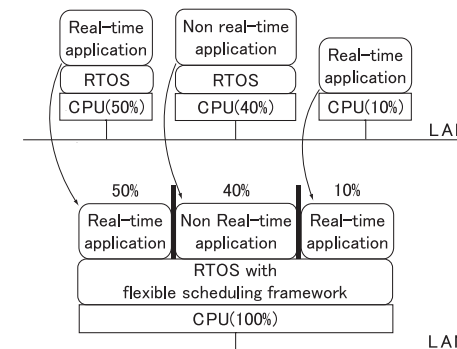 Real-time
application
Non real-time
application
Real-time
application
RTOS
RTOS
CPU(50%)
CPU(40%)
CPU(10%)
LAN
50%
40%
10%
Real-time
application
Non Real-time
application
Real-time
application
RTOS with
flexible scheduling framework
CPU(100%)
LAN